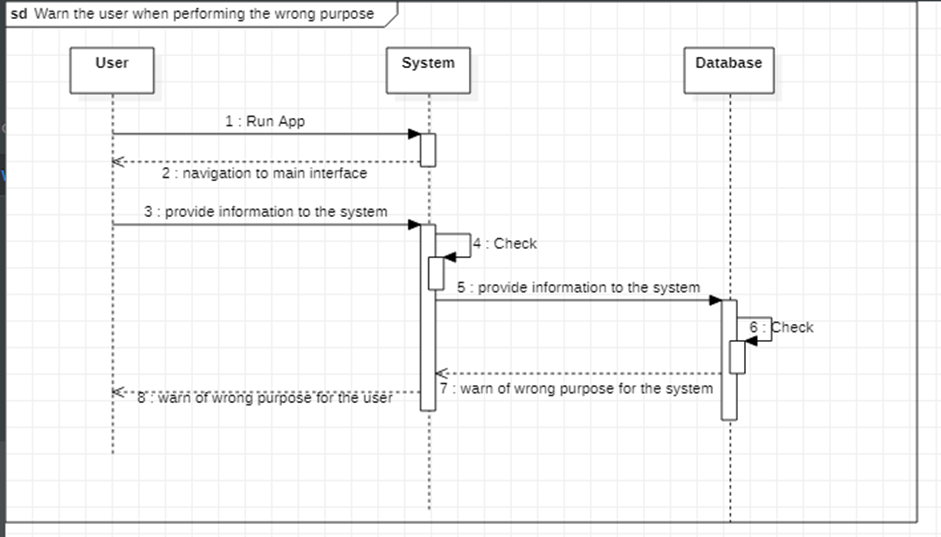 sd Warn the user when performing the wrong purpose
User
System
Database
1 : Run App
2 : navigation to main interface
3 : provide information to the system
4 : Check
5 : provide information to the system
6 : Check
7 : warn of wrong purpose for the system
8 : warn of wrong purpose for the user